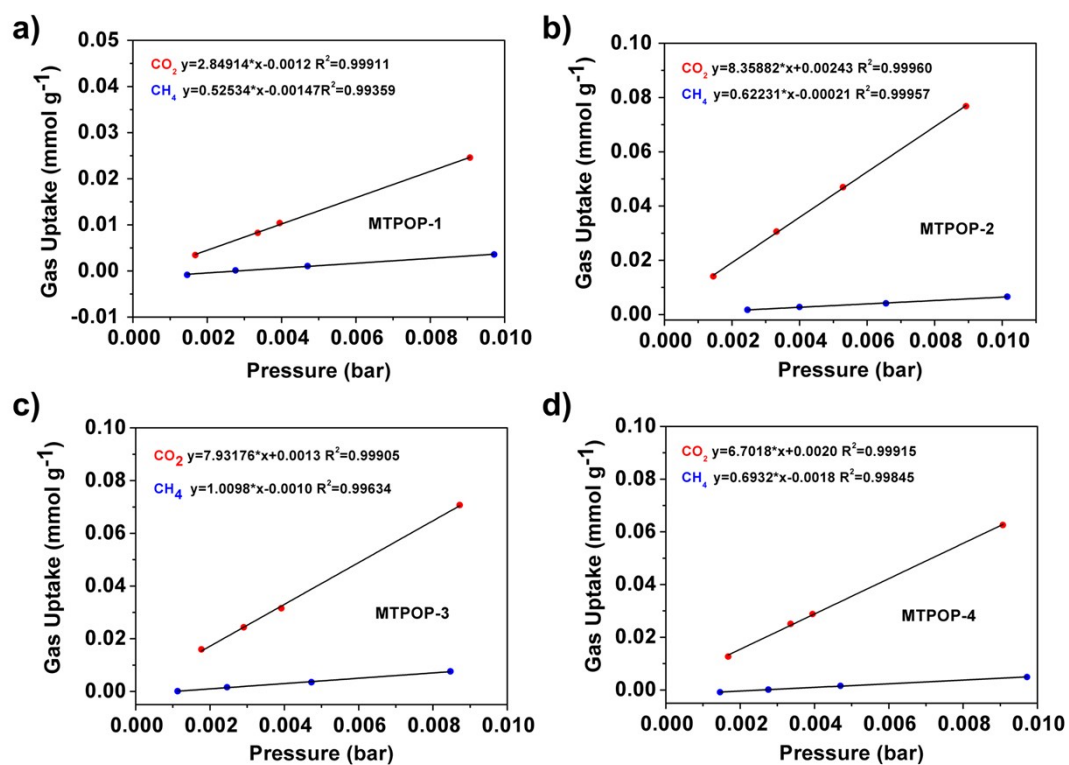 a)
CO2 y=2.84914*x-0.0012 R2=0.99911
CH4 y=0.52534*x-0.00147R2=0.99359
MTPOP-1
Gas Uptake (mmol g-1)
0.05
0.04
0.03
0.02
0.01
0.00
-0.01
0.000 0.002 0.004 0.006 0.008 0.010
Pressure (bar)
b)
CO2 y=8.35882*x+0.00243 R2=0.99960
CH4 y=0.62231*x-0.00021 R2=0.99957
MTPOP-2
Gas Uptake (mmol g-1)
0.10
0.08
0.06
0.04
0.02
0.00
0.000 0.002 0.004 0.006 0.008 0.010
Pressure (bar)
c)
CO2 y=7.93176*x+0.0013 R2=0.99905
CH4 y=1.0098*x-0.0010 R2=0.99634
MTPOP-3
Gas Uptake (mmol g-1)
0.10
0.08
0.06
0.04
0.02
0.00
0.000 0.002 0.004 0.006 0.008 0.010
Pressure (bar)
d)
CO2 y=6.7018*x+0.0020 R2=0.99915
CH4 y=0.6932*x-0.0018 R2=0.99845
MTPOP-4
Gas Uptake (mmol g-1)
0.10
0.08
0.06
0.04
0.02
0.00
0.000 0.002 0.004 0.006 0.008 0.010
Pressure (bar)